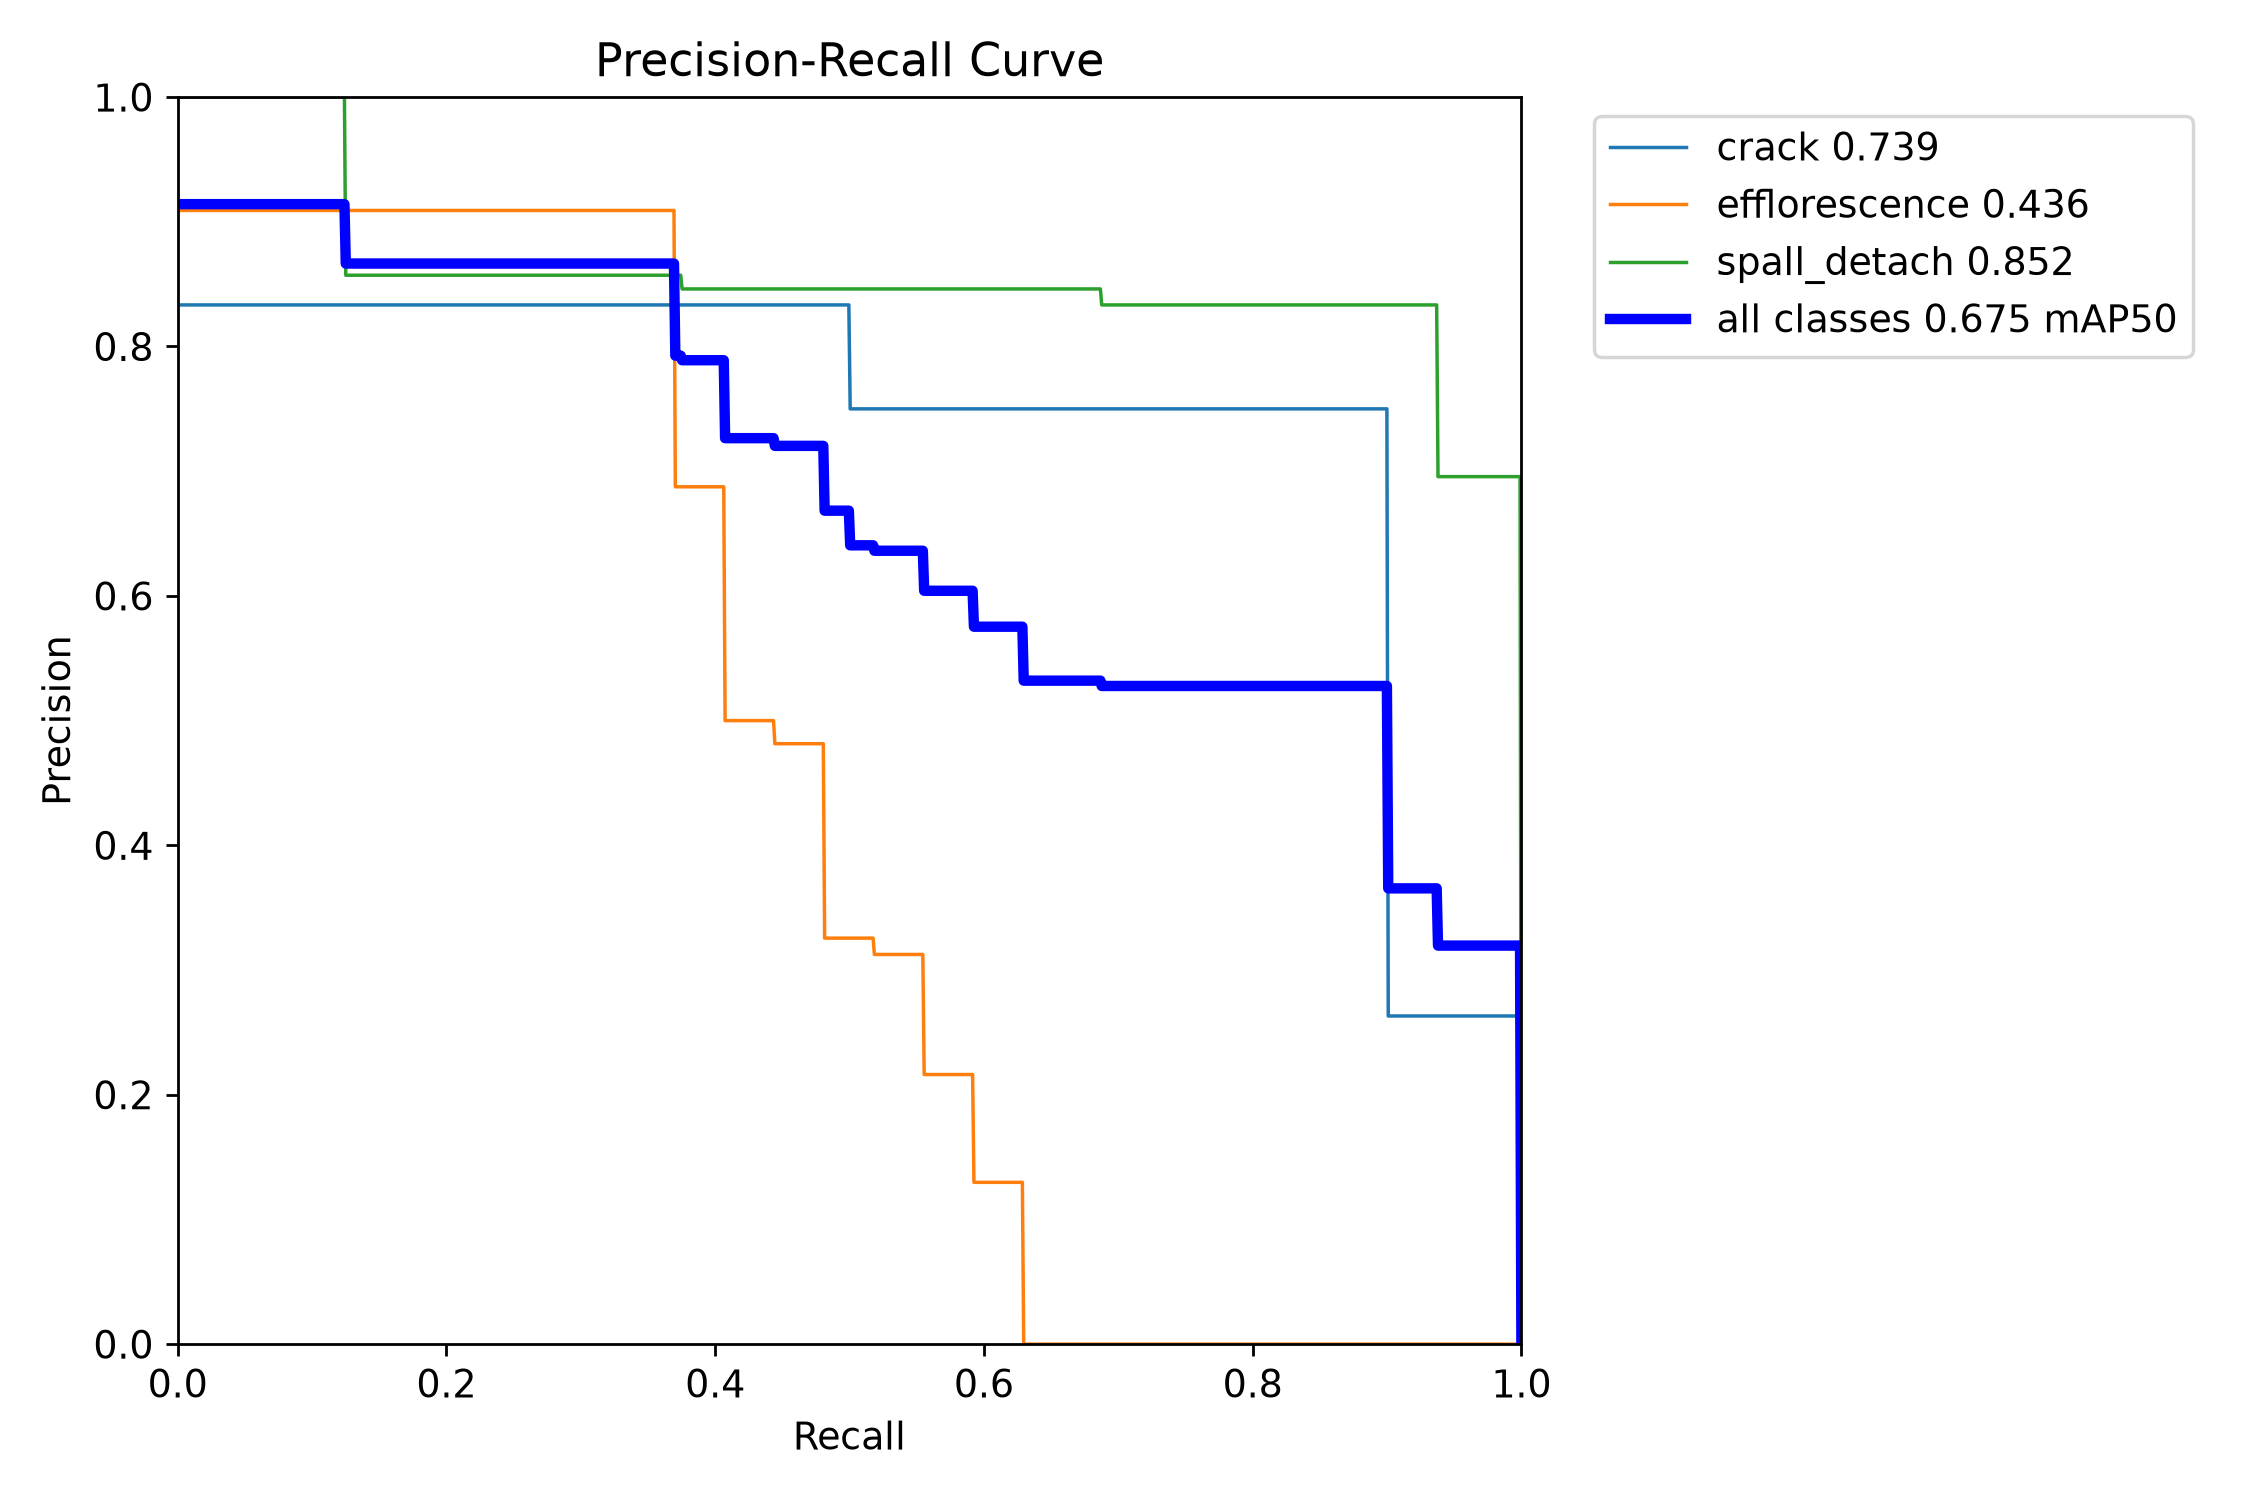 Precision-Recall Curve
1.0
0.8
0.6
0.4
0.2
0.0
Precision
0.0 0.2 0.4 0.6 0.8 1.0
Recall
crack 0.739
efflorescence 0.436
spall_detach 0.852
all classes 0.675 mAP50